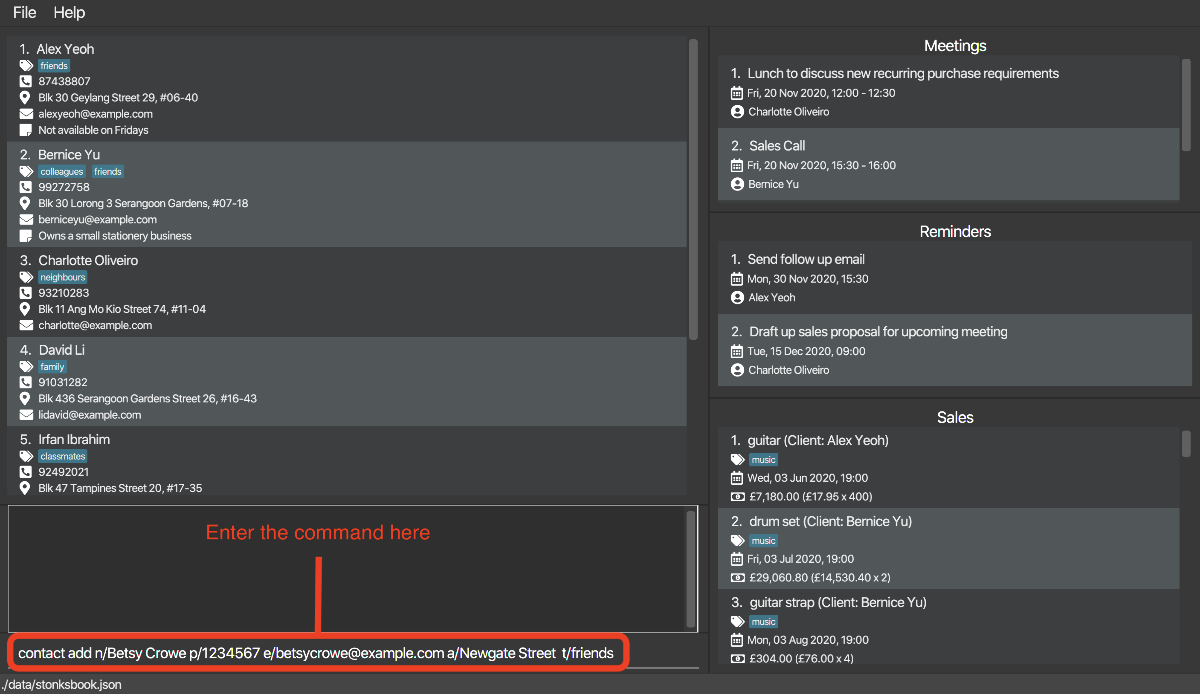 File Help
1. Alex Yeoh
friends
87438807
Blk 30 Geylang Street 29, #06-40
alexyeoh@example.com
Not available on Fridays
2. Bernice Yu
colleagues friends
99272758
Blk 30 Lorong 3 Serangoon Gardens, #07-18
berniceyu@example.com
Owns a small stationery business
3. Charlotte Oliveiro
neighbours
93210283
Blk 11 Ang Mo Kio Street 74, #11-04
charlotte@example.com
4. David Li
family
91031282
Blk 436 Serangoon Gardens Street 26, #16-43
lidavid@example.com
5. Irfan Ibrahim
classmates
92492021
Blk 47 Tampines Street 20, #17-35
Enter the command here
contact add n/Betsy Crowe p/1234567 e/betsycrowe@example.com a/Newgate Street  t/friends
./data/stonksbook.json
Meetings
1. Lunch to discuss new recurring purchase requirements
Fri, 20 Nov 2020, 12:00 - 12:30
Charlotte Oliveiro
2. Sales Call
Fri, 20 Nov 2020, 15:30 - 16:00
Bernice Yu
Reminders
1. Send follow up email
Mon, 30 Nov 2020, 15:30
Alex Yeoh
2. Draft up sales proposal for upcoming meeting
Tue, 15 Dec 2020, 09:00
Charlotte Oliveiro
Sales
1. guitar (Client: Alex Yeoh)
music
Wed, 03 Jun 2020, 19:00
£7,180.00 (£17.95 x 400)
2. drum set (Client: Bernice Yu)
music
Fri, 03 Jul 2020, 19:00
£29,060.80 (£14,530.40 x 2)
3. guitar strap (Client: Bernice Yu)
music
Mon, 03 Aug 2020, 19:00
£304.00 (£76.00 x 4)